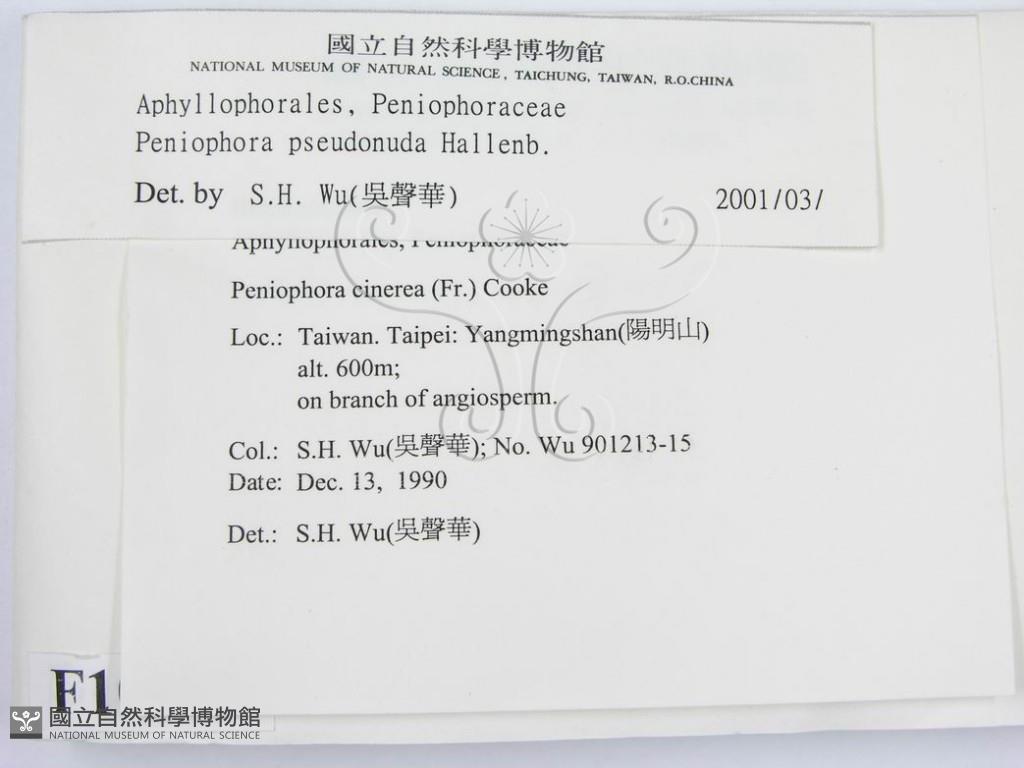 國立自然科學博物館
NATIONAL MUSEUM OF NATURAL SCIENCE, TAICHUNG, TAIWAN, R.O.CHINA
Aphyllophorales, Peniophoraceae
Peniophora pseudonuda Hallenb.
Det. by S.H. Wu(吳聲華) 2001/03/
Aphyllophorales, Peniophoraceae
Peniophora cinerea (Fr.) Cooke
Loc.: Taiwan. Taipei: Yangmingshan(陽明山)
alt. 600m;
on branch of angiosperm.
Col.: S.H. Wu(吳聲華); No. Wu 901213-15
Date: Dec. 13, 1990
Det.: S.H. Wu(吳聲華)
F1
國立自然科學博物館
NATIONAL MUSEUM OF NATURAL SCIENCE